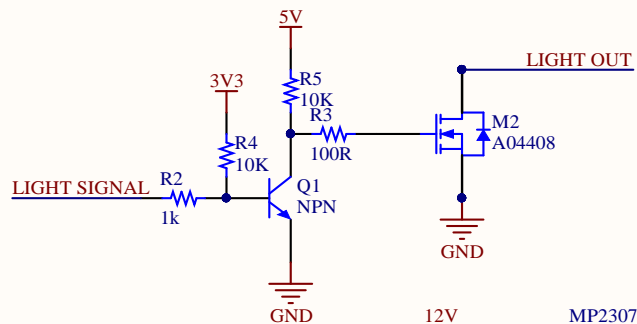 5V
LIGHT OUT
3V3
R5
10K
R3
100R
M2
A04408
R4
10K
LIGHT SIGNAL
R2
1k
Q1
NPN
GND
GND
12V
MP2307